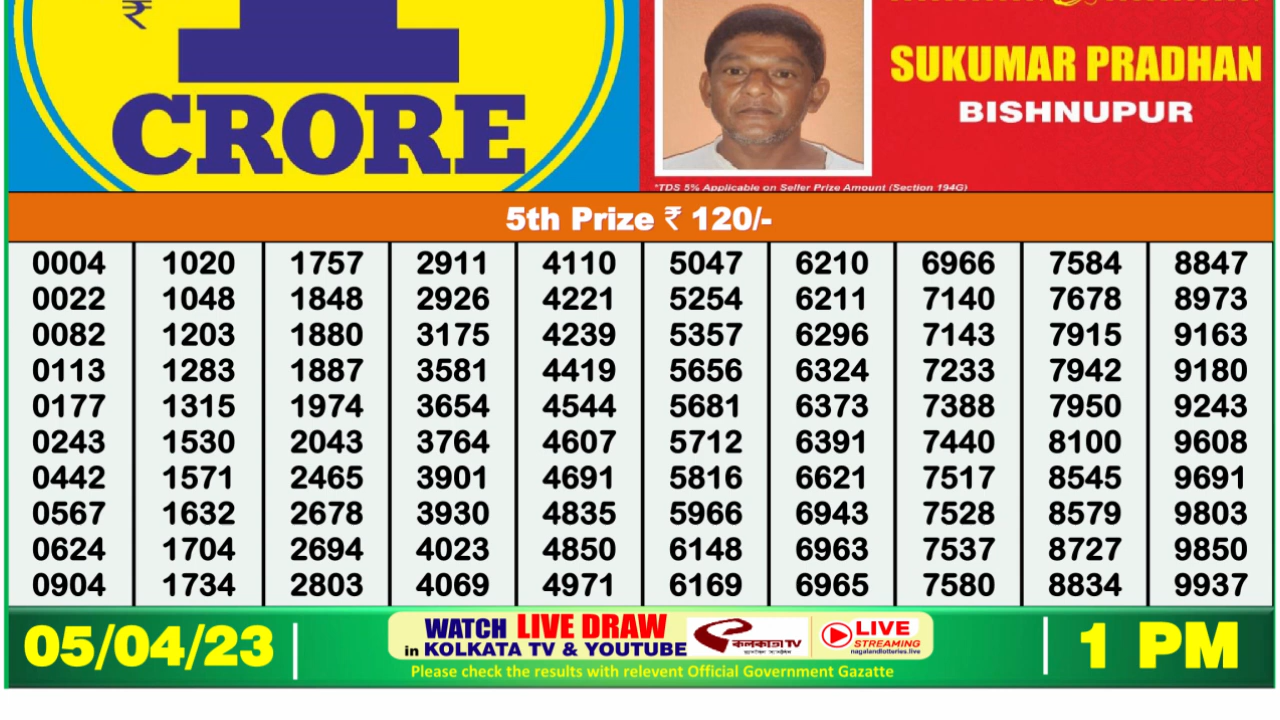 ₹
1
CRORE
SUKUMAR PRADHAN
BISHNUPUR
*TDS 5% Applicable on Seller Prize Amount (Section 194G)
5th Prize ₹ 120/-
0004 1020 1757 2911 4110 5047 6210 6966 7584 8847
0022 1048 1848 2926 4221 5254 6211 7140 7678 8973
0082 1203 1880 3175 4239 5357 6296 7143 7915 9163
0113 1283 1887 3581 4419 5656 6324 7233 7942 9180
0177 1315 1974 3654 4544 5681 6373 7388 7950 9243
0243 1530 2043 3764 4607 5712 6391 7440 8100 9608
0442 1571 2465 3901 4691 5816 6621 7517 8545 9691
0567 1632 2678 3930 4835 5966 6943 7528 8579 9803
0624 1704 2694 4023 4850 6148 6963 7537 8727 9850
0904 1734 2803 4069 4971 6169 6965 7580 8834 9937
05/04/23
WATCH LIVE DRAW
in KOLKATA TV & YOUTUBE
কলকাতা TV
LIVE
STREAMING
nagalandlotteries.live
Please check the results with relevent Official Government Gazatte
1 PM